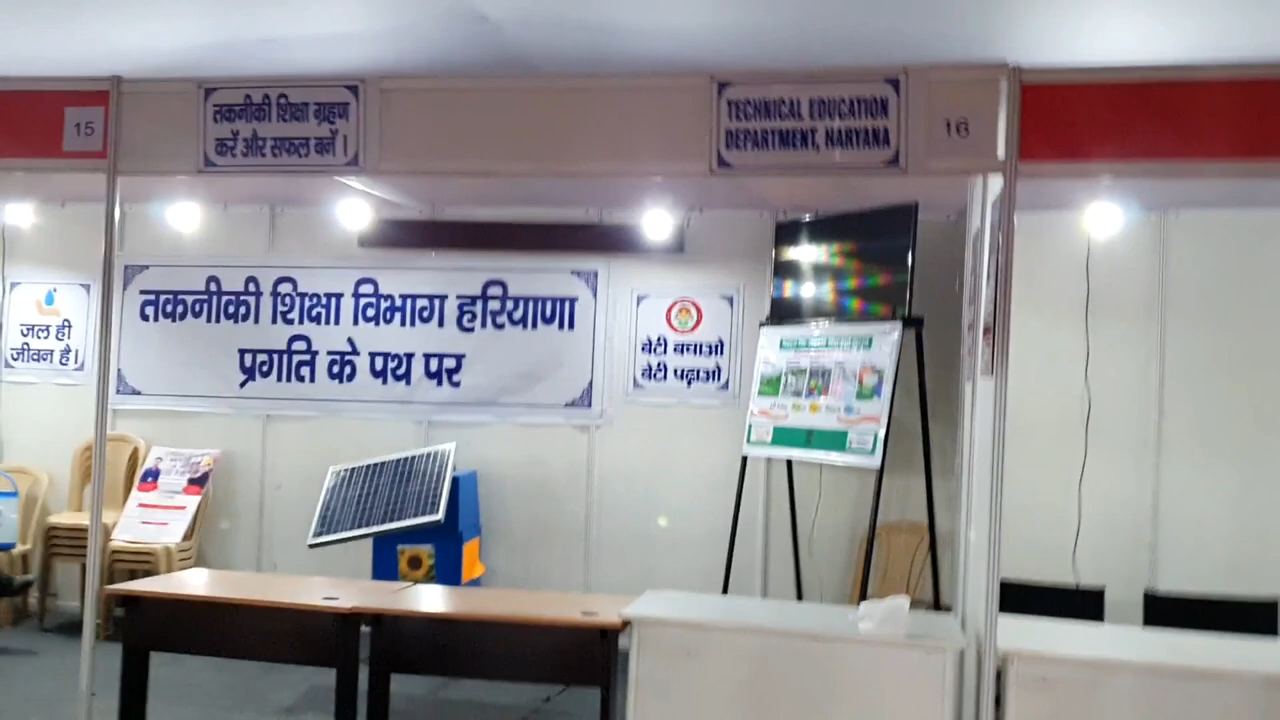 15
तकनीकी शिक्षा ग्रहण
करें और सफल बनें ।
TECHNICAL EDUCATION
DEPARTMENT, HARYANA
16
जल ही
जीवन है।
तकनीकी शिक्षा विभाग हरियाणा
प्रगति के पथ पर
बेटी बचाओ
बेटी पढ़ाओ